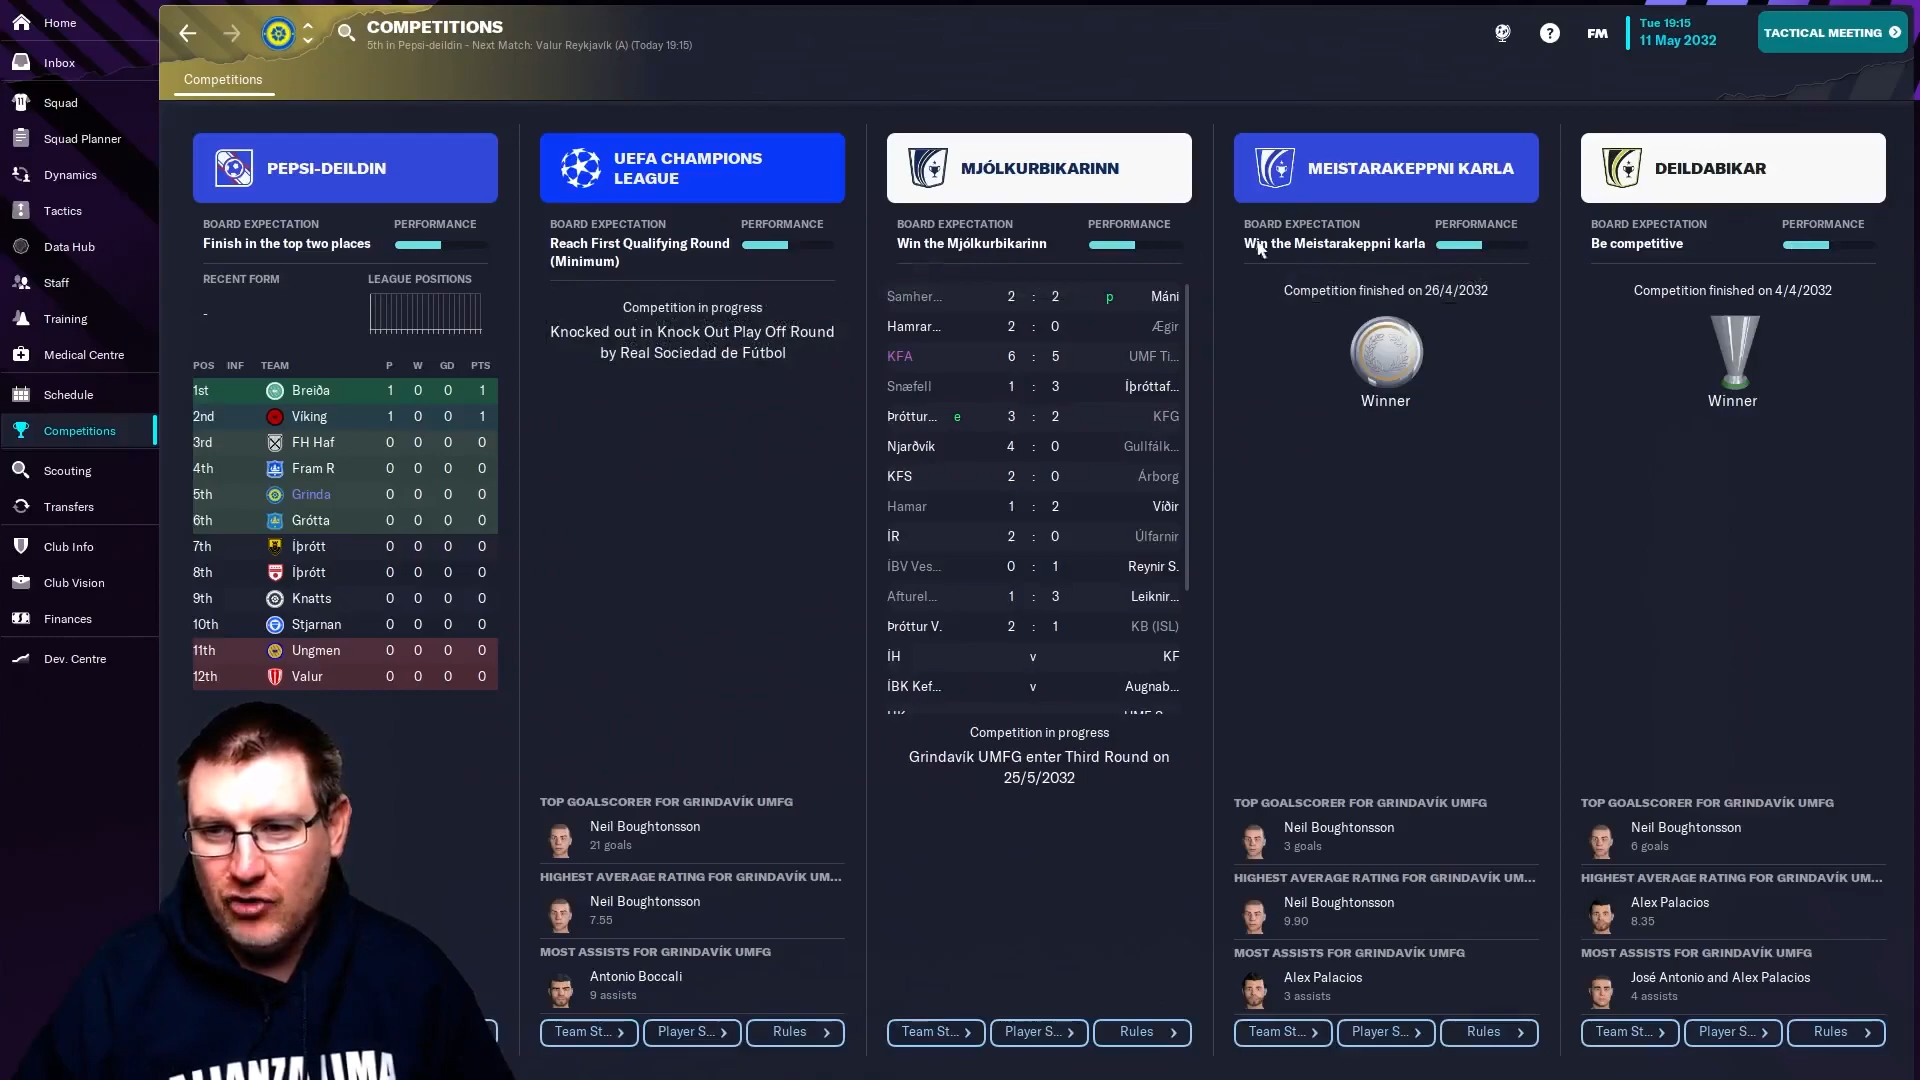 Home
Inbox
Squad
Squad Planner
Dynamics
Tactics
Data Hub
Staff
Training
Medical Centre
Schedule
Competitions
Scouting
Transfers
Club Info
Club Vision
Finances
Dev. Centre
COMPETITIONS
5th in Pepsi-deildin - Next Match: Valur Reykjavík (A) (Today 19:15)
FM
Tue 19:15
11 May 2032
TACTICAL MEETING
Competitions
PEPSI-DEILDIN
BOARD EXPECTATION PERFORMANCE
Finish in the top two places
RECENT FORM LEAGUE POSITIONS
-
POS INF TEAM P W GD PTS
1st Breiða 1 0 0 1
2nd Víking 1 0 0 1
3rd FH Haf 0 0 0 0
4th Fram R 0 0 0 0
5th Grinda 0 0 0 0
6th Grótta 0 0 0 0
7th Íþrótt 0 0 0 0
8th Íþrótt 0 0 0 0
9th Knatts 0 0 0 0
10th Stjarnan 0 0 0 0
11th Ungmen 0 0 0 0
12th Valur 0 0 0 0
UEFA CHAMPIONS
LEAGUE
BOARD EXPECTATION PERFORMANCE
Reach First Qualifying Round
(Minimum)
Competition in progress
Knocked out in Knock Out Play Off Round
by Real Sociedad de Fútbol
TOP GOALSCORER FOR GRINDAVÍK UMFG
Neil Boughtonsson
21 goals
HIGHEST AVERAGE RATING FOR GRINDAVÍK UM...
Neil Boughtonsson
7.55
MOST ASSISTS FOR GRINDAVÍK UMFG
Antonio Boccali
9 assists
Team St... Player S... Rules
MJÓLKURBIKARINN
BOARD EXPECTATION PERFORMANCE
Win the Mjólkurbikarinn
Samher... 2 : 2 p Máni
Hamrar... 2 : 0 Ægir
KFA 6 : 5 UMF Ti...
Snæfell 1 : 3 Íþróttaf...
Þróttur... e 3 : 2 KFG
Njarðvík 4 : 0 Gullfálk...
KFS 2 : 0 Árborg
Hamar 1 : 2 Víðir
ÍR 2 : 0 Úlfarnir
ÍBV Ves... 0 : 1 Reynir S.
Afturel... 1 : 3 Leiknir...
Þróttur V. 2 : 1 KB (ISL)
ÍH v KF
ÍBK Kef... v Augnab...
Competition in progress
Grindavík UMFG enter Third Round on
25/5/2032
Team St... Player S... Rules
MEISTARAKEPPNI KARLA
BOARD EXPECTATION PERFORMANCE
Win the Meistarakeppni karla
Competition finished on 26/4/2032
Winner
TOP GOALSCORER FOR GRINDAVÍK UMFG
Neil Boughtonsson
3 goals
HIGHEST AVERAGE RATING FOR GRINDAVÍK UM...
Neil Boughtonsson
9.90
MOST ASSISTS FOR GRINDAVÍK UMFG
Alex Palacios
3 assists
Team St... Player S... Rules
DEILDABIKAR
BOARD EXPECTATION PERFORMANCE
Be competitive
Competition finished on 4/4/2032
Winner
TOP GOALSCORER FOR GRINDAVÍK UMFG
Neil Boughtonsson
6 goals
HIGHEST AVERAGE RATING FOR GRINDAVÍK UM...
Alex Palacios
8.35
MOST ASSISTS FOR GRINDAVÍK UMFG
José Antonio and Alex Palacios
4 assists
Team St... Player S... Rules